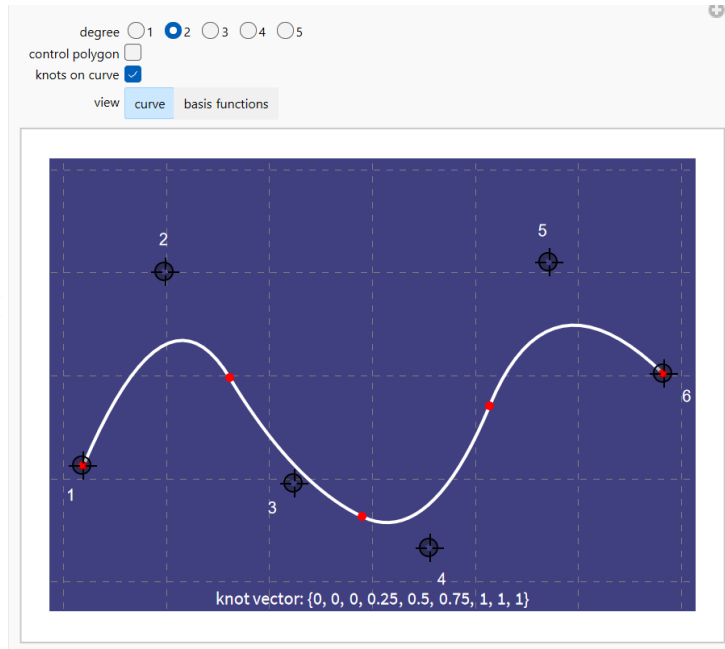 degree 1 2 3 4 5
control polygon
knots on curve
view curve basis functions
5
2
6
1
3
4
knot vector: {0, 0, 0, 0.25, 0.5, 0.75, 1, 1, 1}